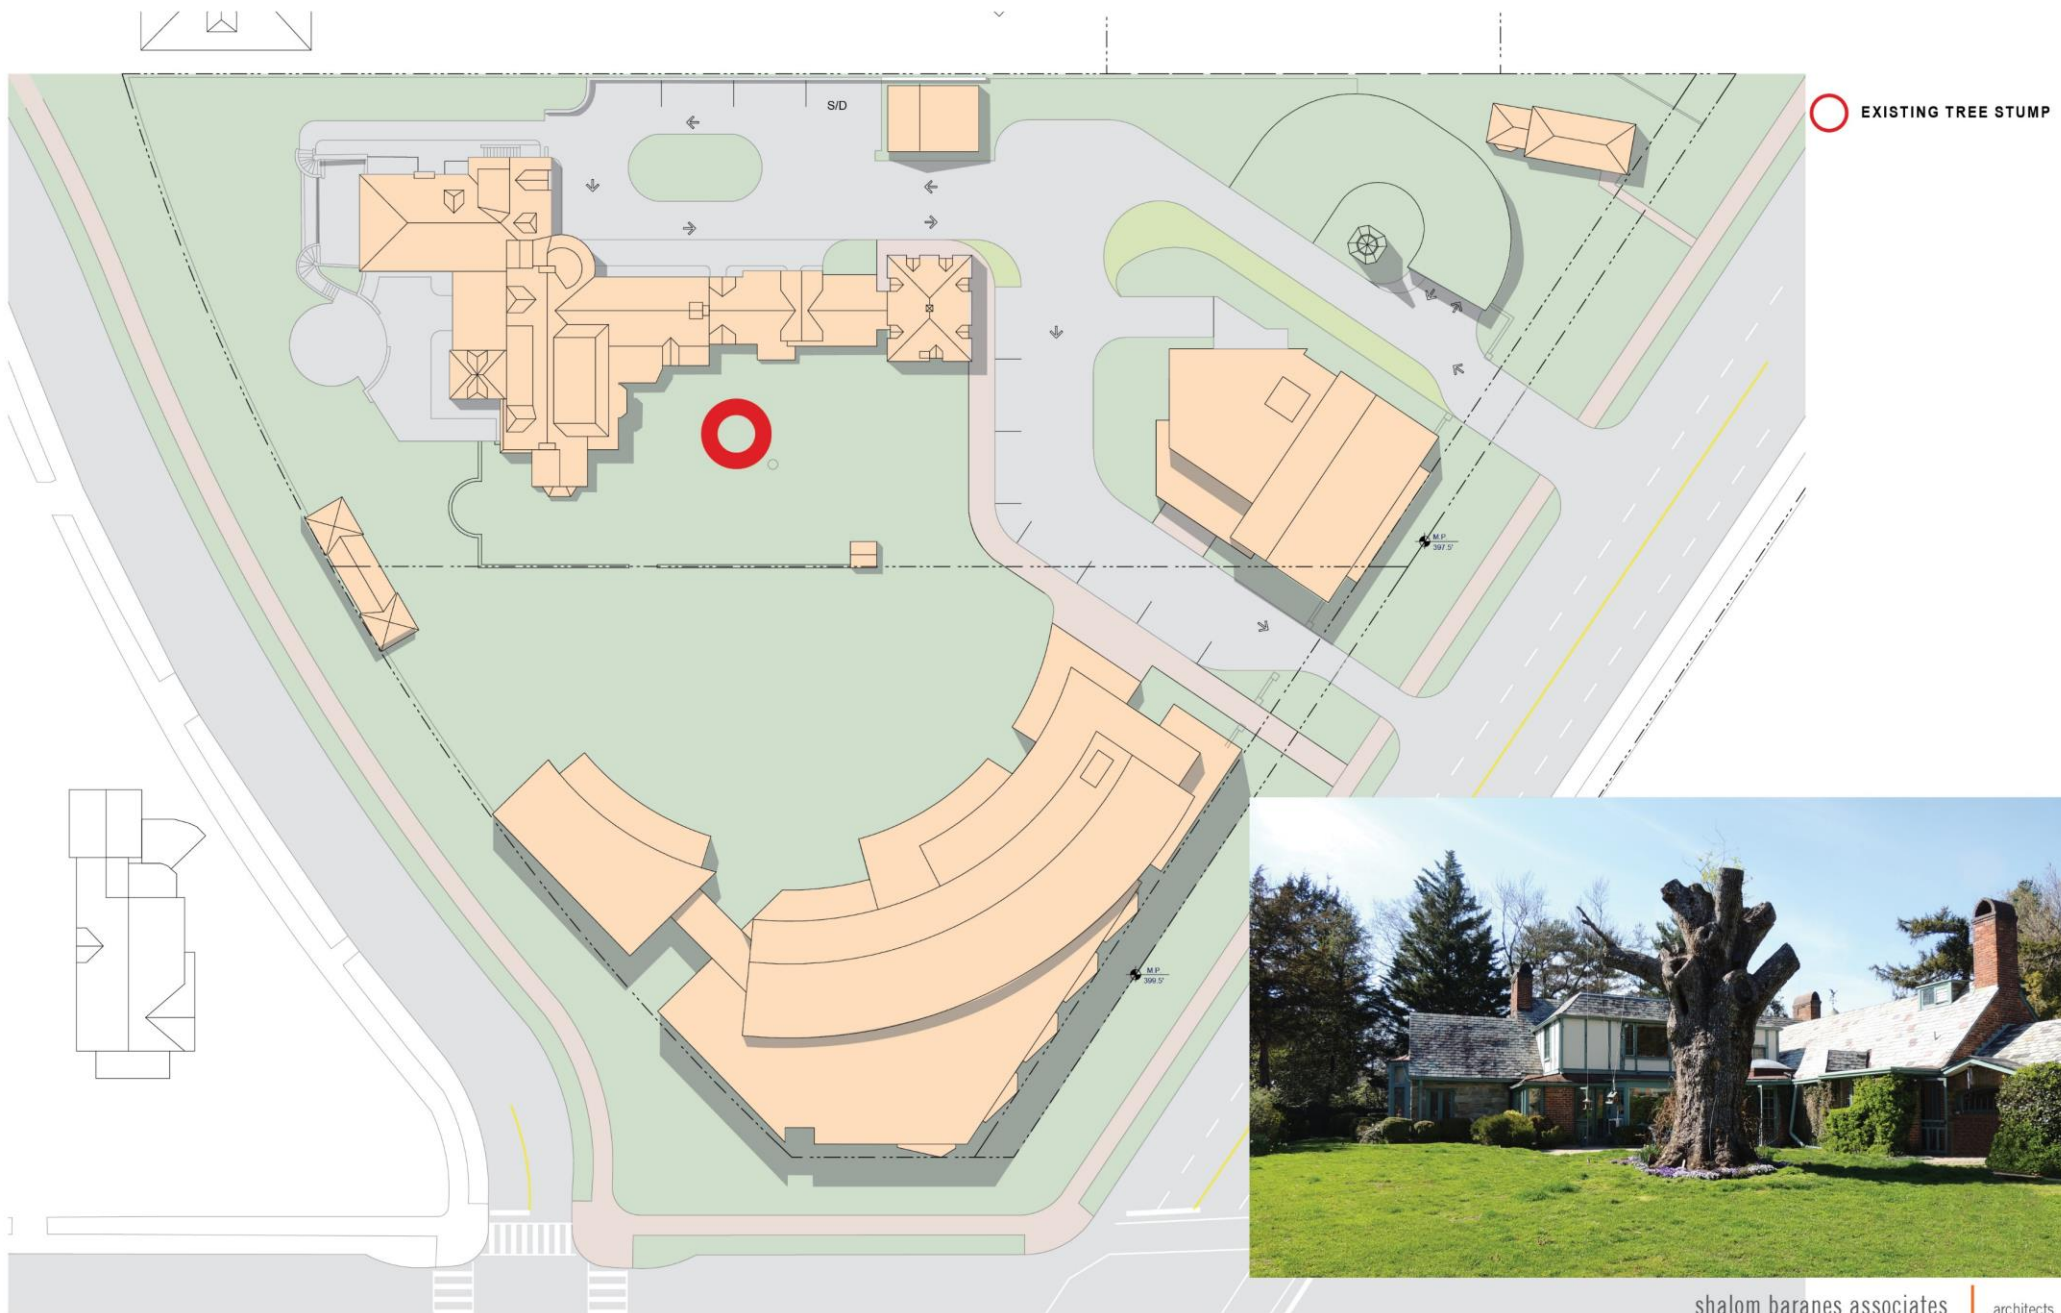 S/D
EXISTING TREE STUMP
M.P.
397.5'
M.P.
399.5'
shalom baranes associates | architects